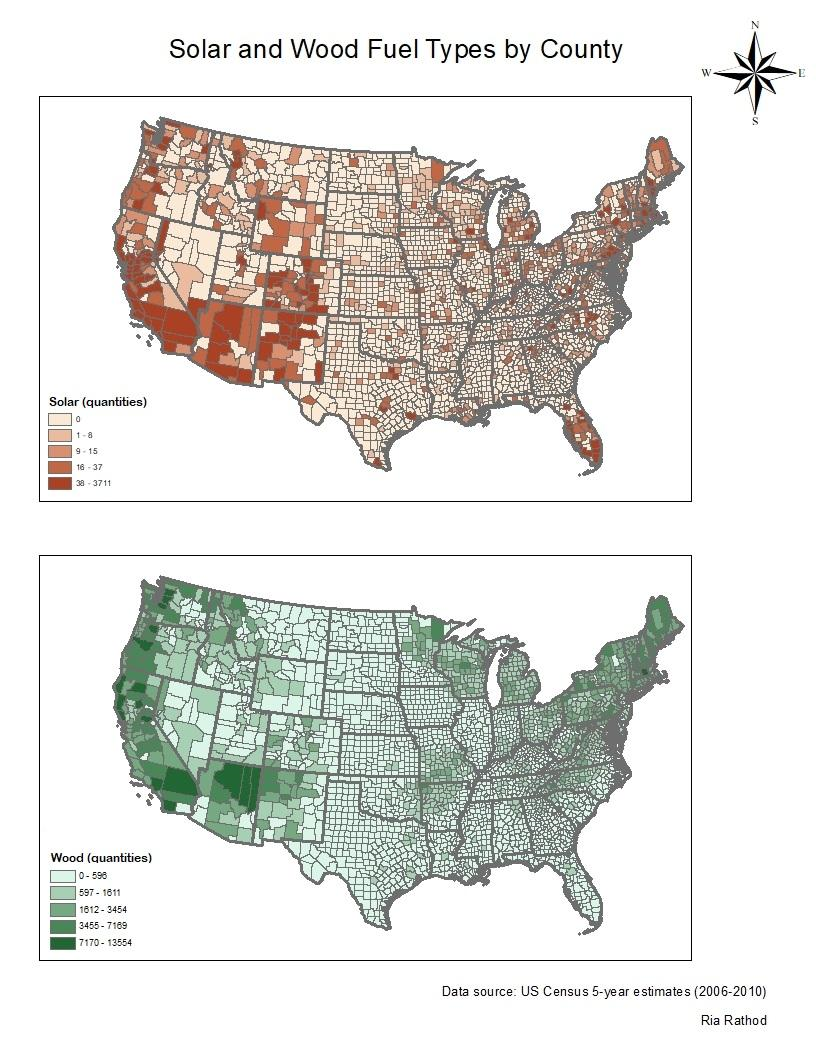 Solar and Wood Fuel Types by County
N
W
E
S
Solar (quantities)
0
1 - 8
9 - 15
16 - 37
38 - 3711
Wood (quantities)
0 - 596
597 - 1611
1612 - 3454
3455 - 7169
7170 - 13554
Data source: US Census 5-year estimates (2006-2010)
Ria Rathod